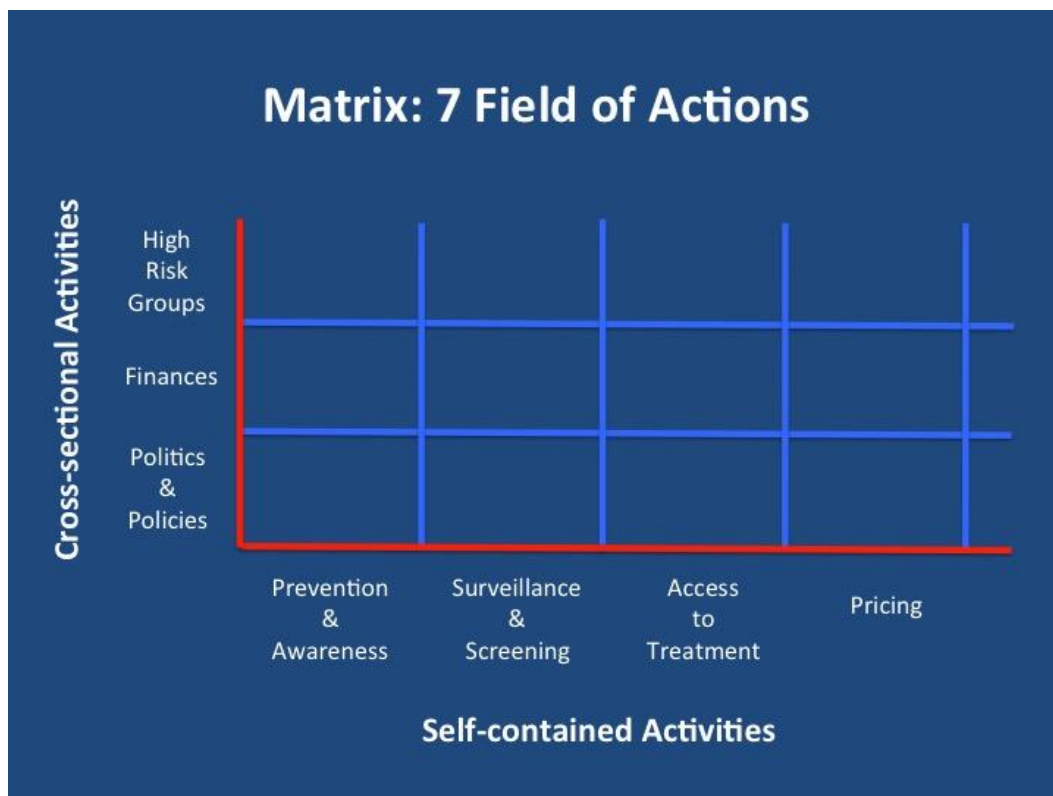 Matrix: 7 Field of Actions
Cross-sectional Activities
High
Risk
Groups
Finances
Politics
&
Policies
Prevention
&
Awareness
Surveillance
&
Screening
Access
to
Treatment
Pricing
Self-contained Activities